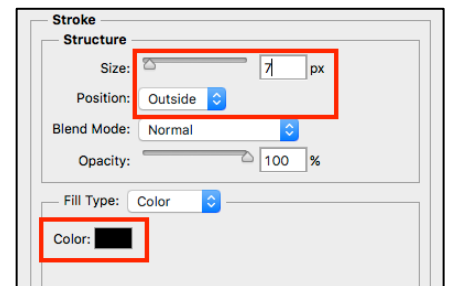 Stroke
Structure
Size: 7 px
Position: Outside
Blend Mode: Normal
Opacity: 100 %
Fill Type: Color
Color: